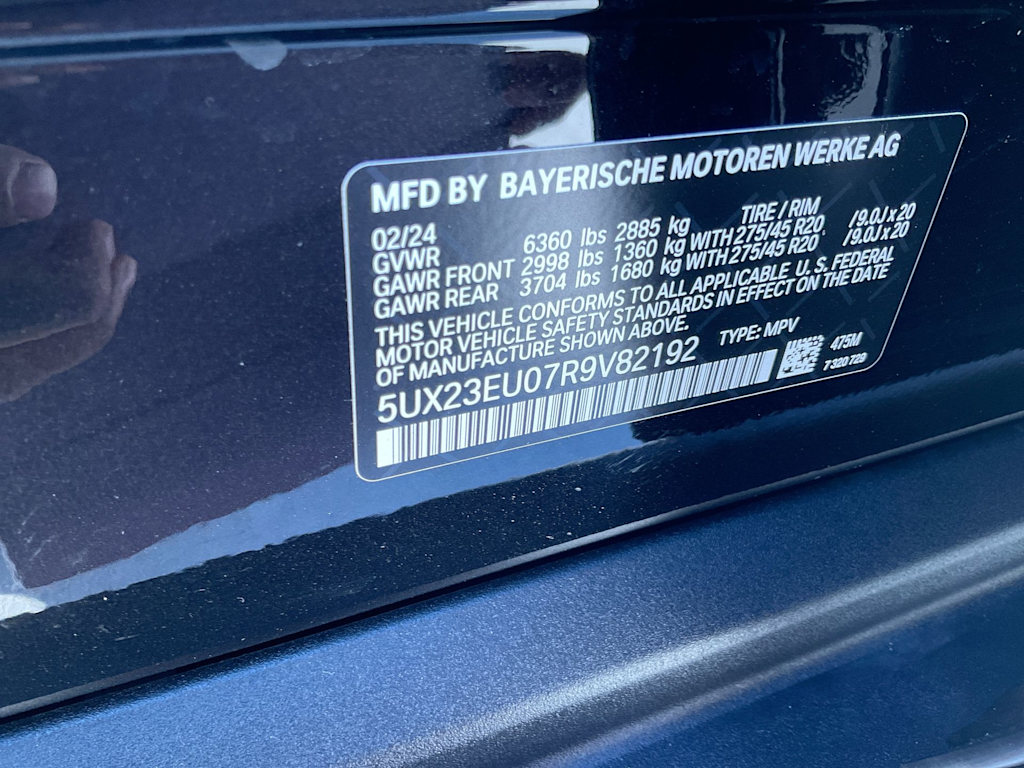 MFD BY BAYERISCHE MOTOREN WERKE AG
02/24 TIRE / RIM
GVWR 6360 lbs 2885 kg
GAWR FRONT 2998 lbs 1360 kg WITH 275/45 R20 /9.0J x 20
GAWR REAR 3704 lbs 1680 kg WITH 275/45 R20 /9.0J x 20
THIS VEHICLE CONFORMS TO ALL APPLICABLE U.S. FEDERAL
MOTOR VEHICLE SAFETY STANDARDS IN EFFECT ON THE DATE
OF MANUFACTURE SHOWN ABOVE.
TYPE: MPV
5UX23EU07R9V82192
475M
7 320 729